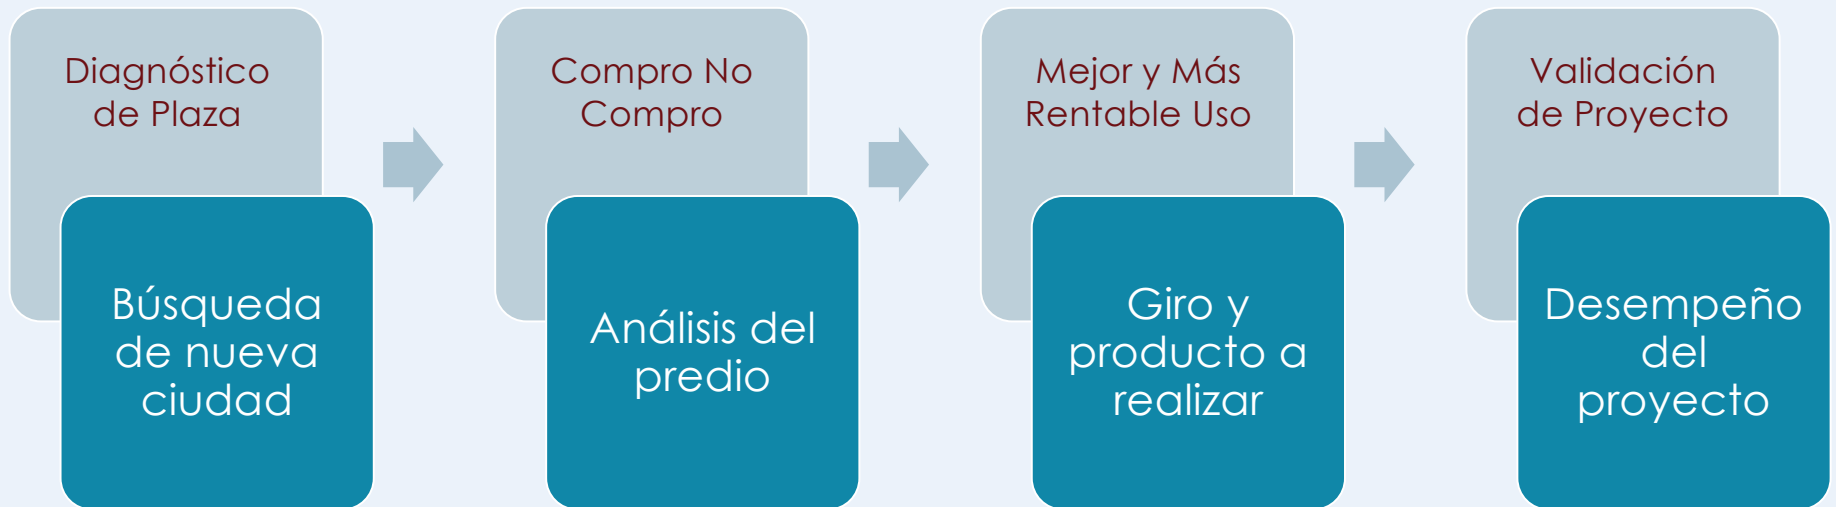 Diagnóstico
de Plaza
Búsqueda
de nueva
ciudad
Compro No
Compro
Análisis del
predio
Mejor y Más
Rentable Uso
Giro y
producto a
realizar
Validación
de Proyecto
Desempeño
del
proyecto